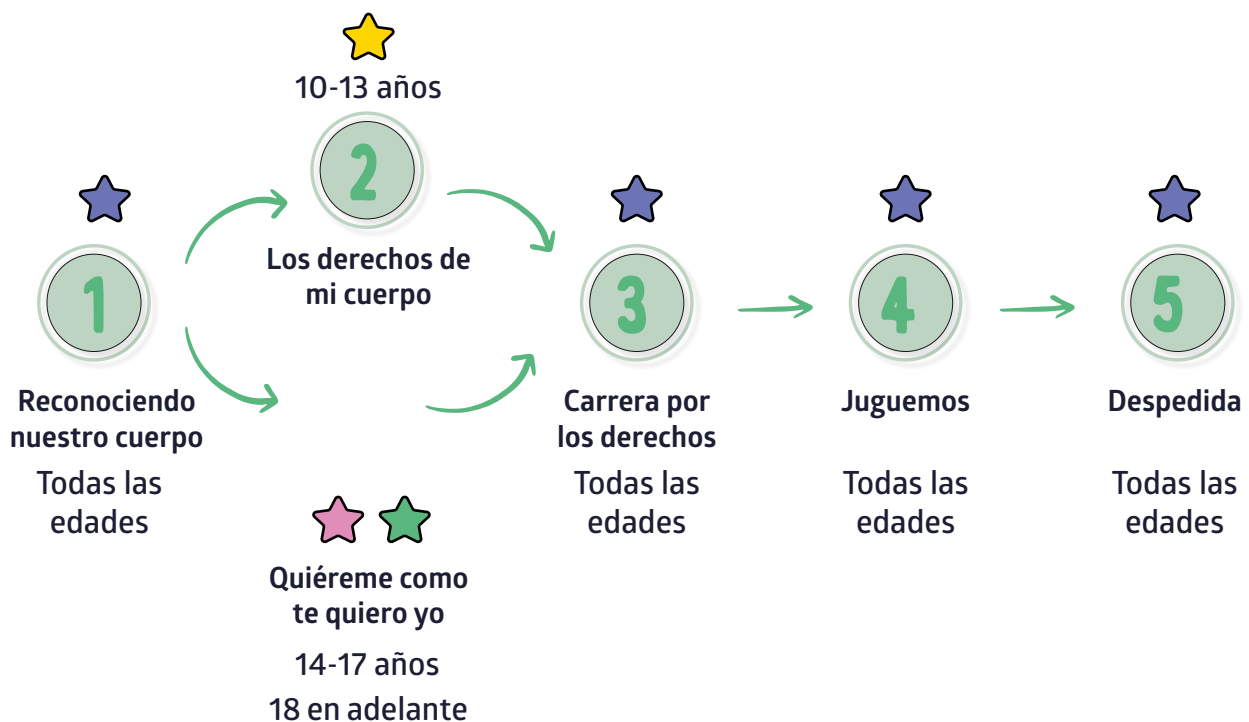 1
Reconociendo
nuestro cuerpo
Todas las
edades
10-13 años
2
Los derechos de
mi cuerpo
Quiéreme como
te quiero yo
14-17 años
18 en adelante
3
Carrera por
los derechos
Todas las
edades
4
Juguemos
Todas las
edades
5
Despedida
Todas las
edades